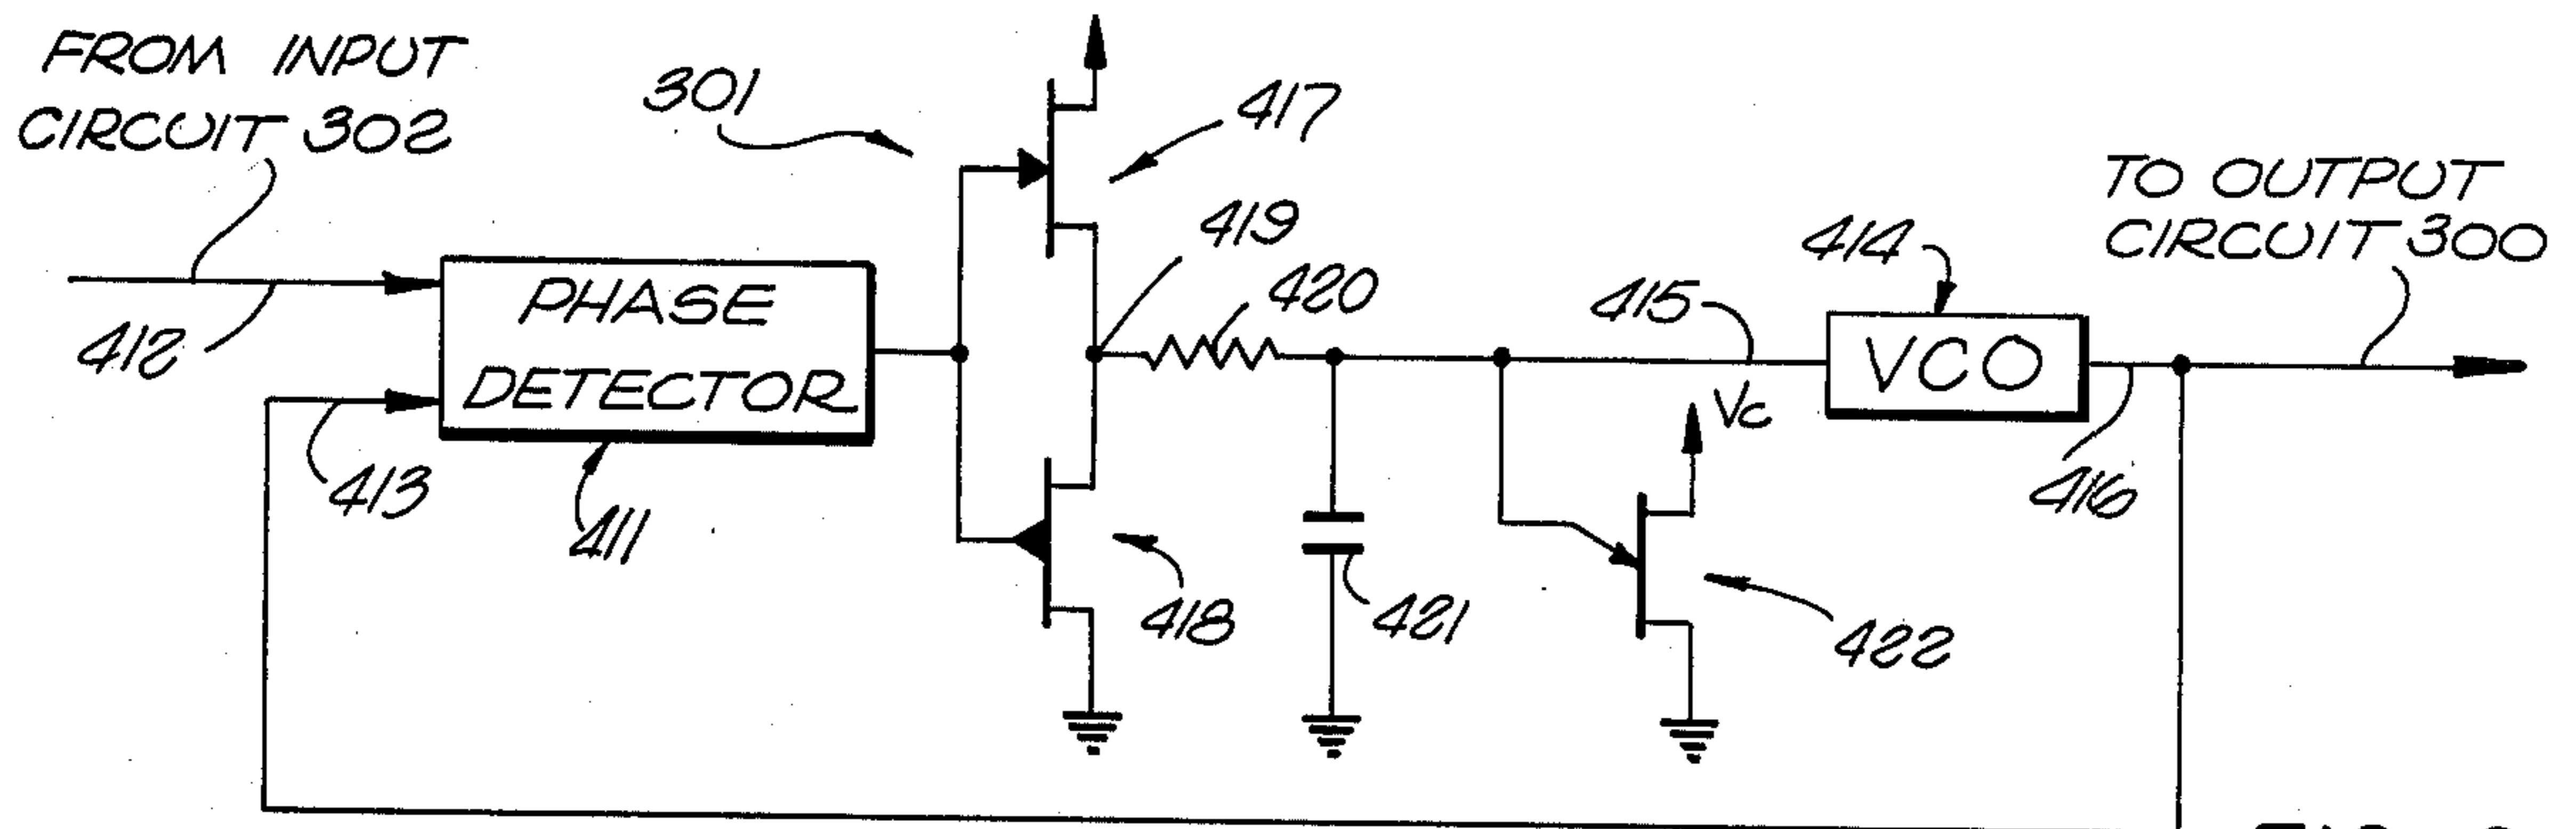 FROM INPUT
CIRCUIT 302
301
417
419
420
415
414
TO OUTPUT
CIRCUIT 300
412
PHASE
DETECTOR
VCO
Vc
413
411
418
421
422
416